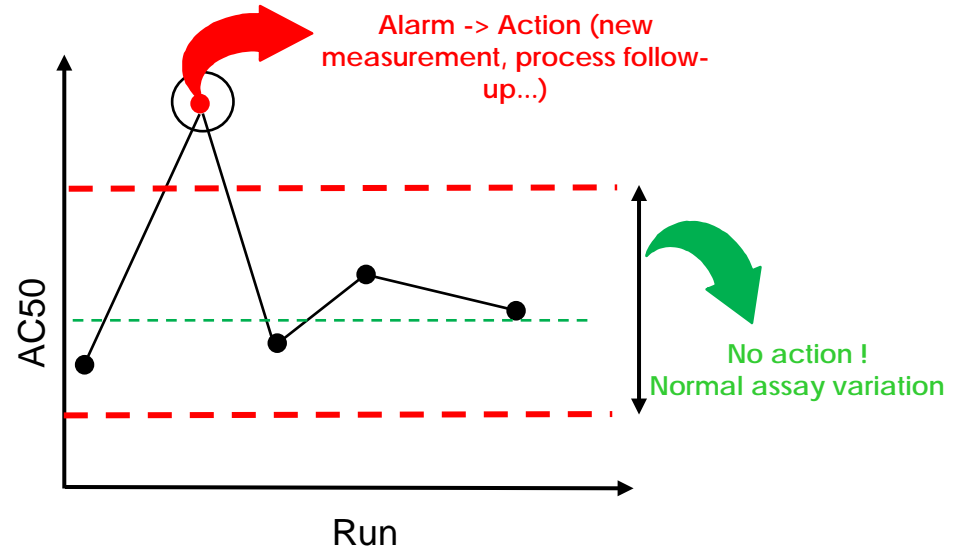 Alarm -> Action (new
measurement, process follow-
up...)
AC50
No action !
Normal assay variation
Run